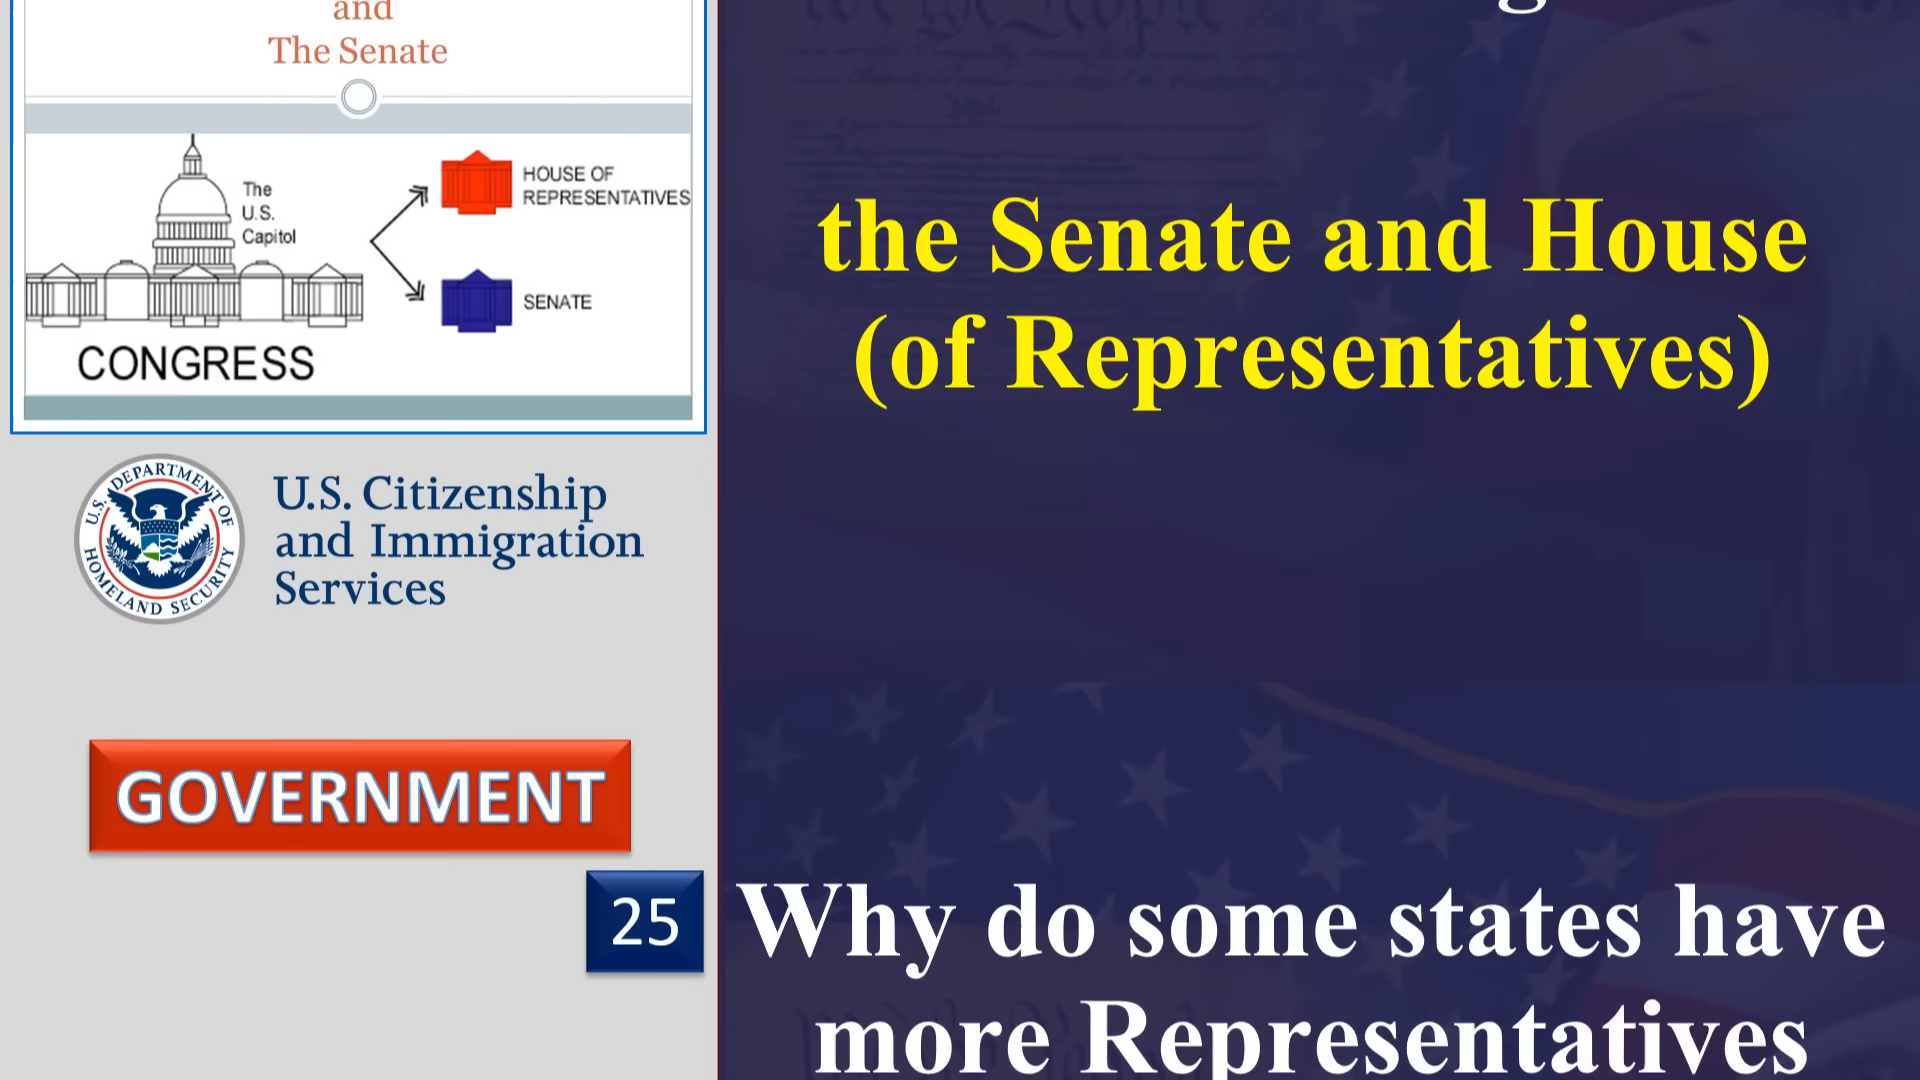 and
The Senate
The
U.S.
Capitol
HOUSE OF
REPRESENTATIVES
SENATE
CONGRESS
U.S. DEPARTMENT OF
HOMELAND SECURITY
U.S. Citizenship
and Immigration
Services
GOVERNMENT
25
the Senate and House
(of Representatives)
Why do some states have
more Representatives